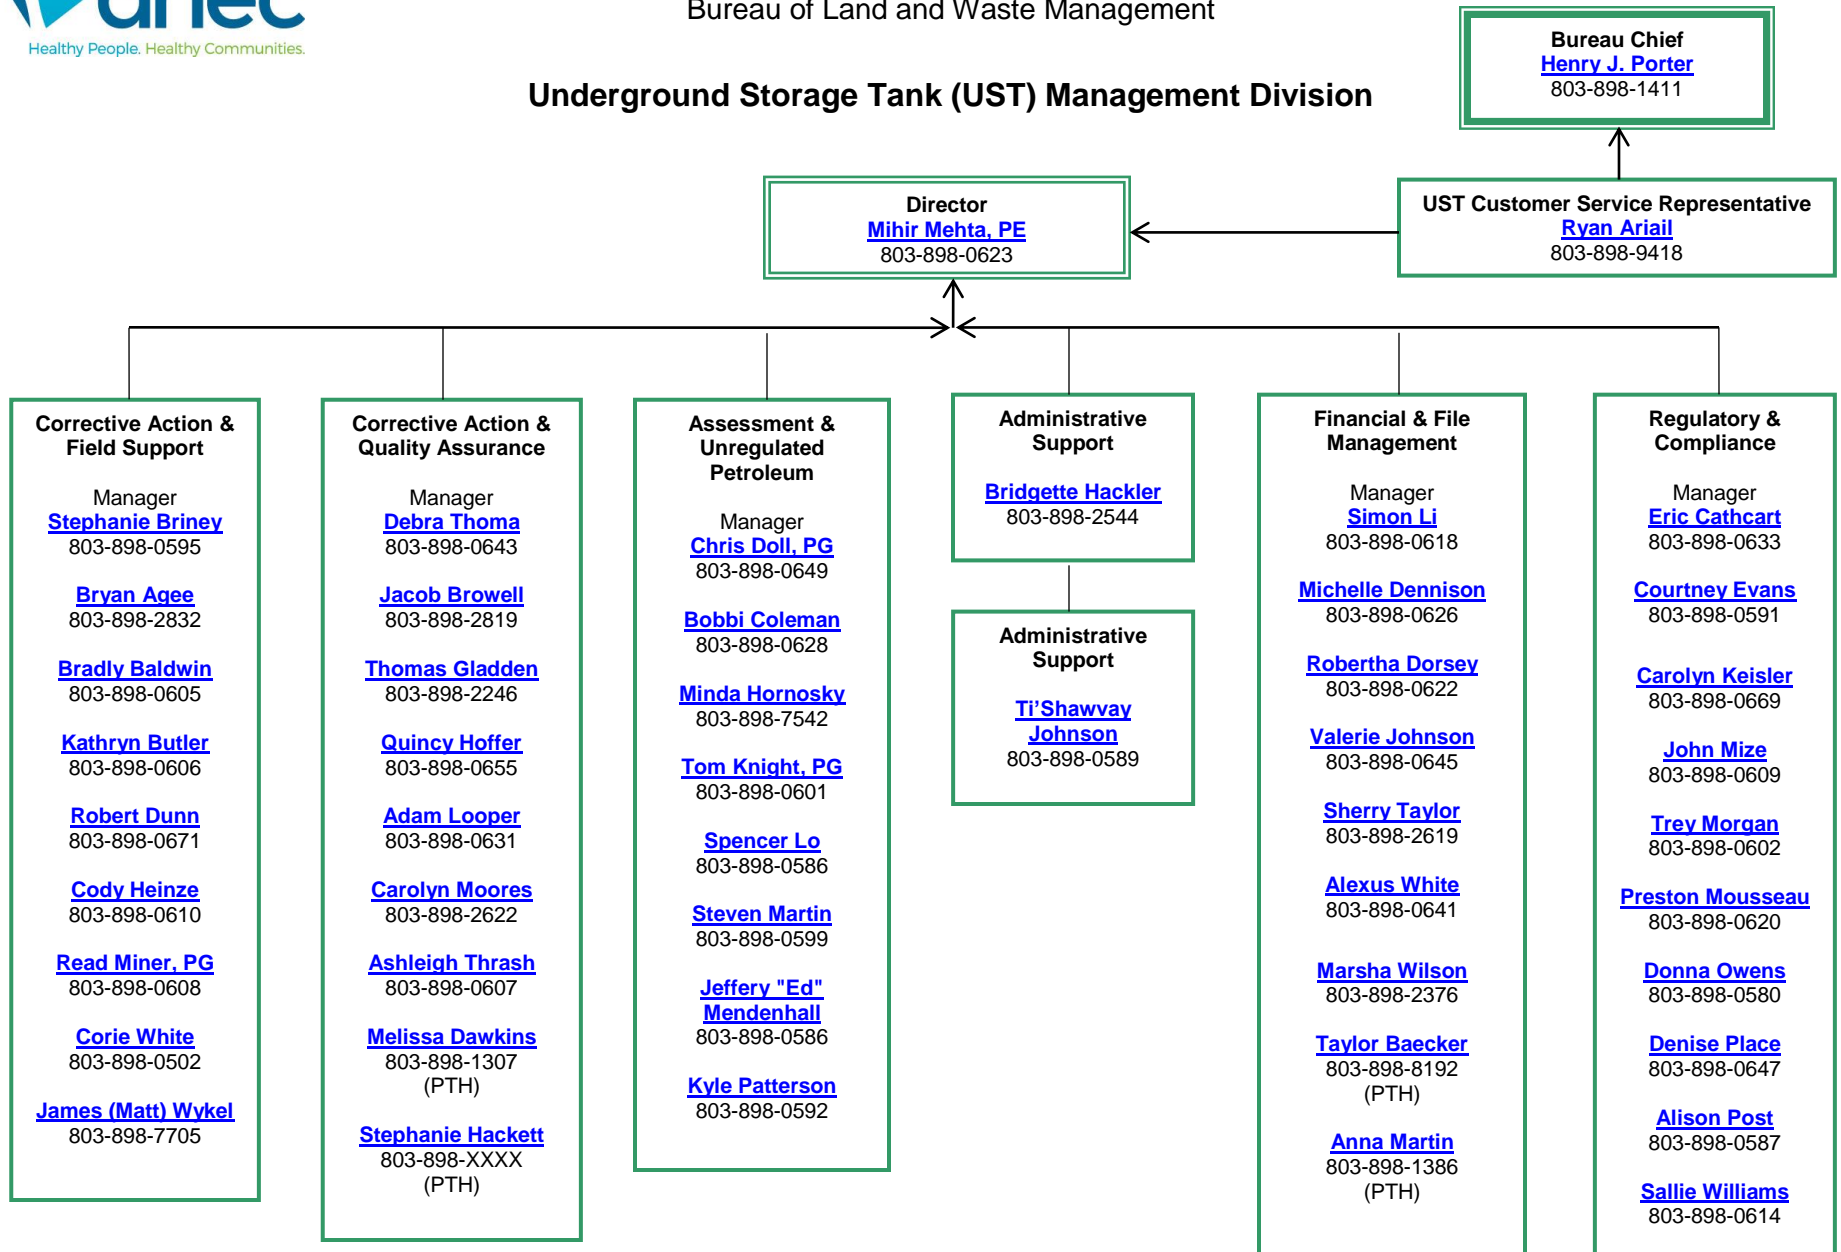 dhec
Healthy People. Healthy Communities.
Bureau of Land and Waste Management
Underground Storage Tank (UST) Management Division
Bureau Chief
Henry J. Porter
803-898-1411
Director
Mihir Mehta, PE
803-898-0623
UST Customer Service Representative
Ryan Ariail
803-898-9418
Corrective Action &
Field Support
Manager
Stephanie Briney
803-898-0595
Bryan Agee
803-898-2832
Bradly Baldwin
803-898-0605
Kathryn Butler
803-898-0606
Robert Dunn
803-898-0671
Cody Heinze
803-898-0610
Read Miner, PG
803-898-0608
Corie White
803-898-0502
James (Matt) Wykel
803-898-7705
Corrective Action &
Quality Assurance
Manager
Debra Thoma
803-898-0643
Jacob Browell
803-898-2819
Thomas Gladden
803-898-2246
Quincy Hoffer
803-898-0655
Adam Looper
803-898-0631
Carolyn Moores
803-898-2622
Ashleigh Thrash
803-898-0607
Melissa Dawkins
803-898-1307
(PTH)
Stephanie Hackett
803-898-XXXX
(PTH)
Assessment &
Unregulated
Petroleum
Manager
Chris Doll, PG
803-898-0649
Bobbi Coleman
803-898-0628
Minda Hornosky
803-898-7542
Tom Knight, PG
803-898-0601
Spencer Lo
803-898-0586
Steven Martin
803-898-0599
Jeffery "Ed"
Mendenhall
803-898-0586
Kyle Patterson
803-898-0592
Administrative
Support
Bridgette Hackler
803-898-2544
Administrative
Support
Ti’Shawvay
Johnson
803-898-0589
Financial & File
Management
Manager
Simon Li
803-898-0618
Michelle Dennison
803-898-0626
Robertha Dorsey
803-898-0622
Valerie Johnson
803-898-0645
Sherry Taylor
803-898-2619
Alexus White
803-898-0641
Marsha Wilson
803-898-2376
Taylor Baecker
803-898-8192
(PTH)
Anna Martin
803-898-1386
(PTH)
Regulatory &
Compliance
Manager
Eric Cathcart
803-898-0633
Courtney Evans
803-898-0591
Carolyn Keisler
803-898-0669
John Mize
803-898-0609
Trey Morgan
803-898-0602
Preston Mousseau
803-898-0620
Donna Owens
803-898-0580
Denise Place
803-898-0647
Alison Post
803-898-0587
Sallie Williams
803-898-0614